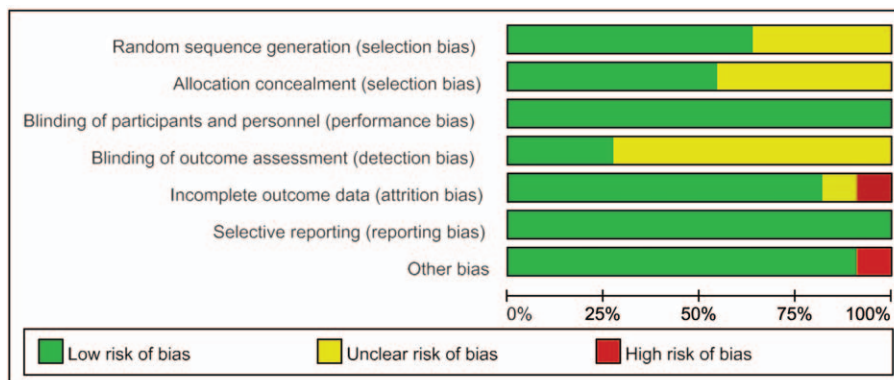 Random sequence generation (selection bias)
Allocation concealment (selection bias)
Blinding of participants and personnel (performance bias)
Blinding of outcome assessment (detection bias)
Incomplete outcome data (attrition bias)
Selective reporting (reporting bias)
Other bias
0% 25% 50% 75% 100%
Low risk of bias Unclear risk of bias High risk of bias